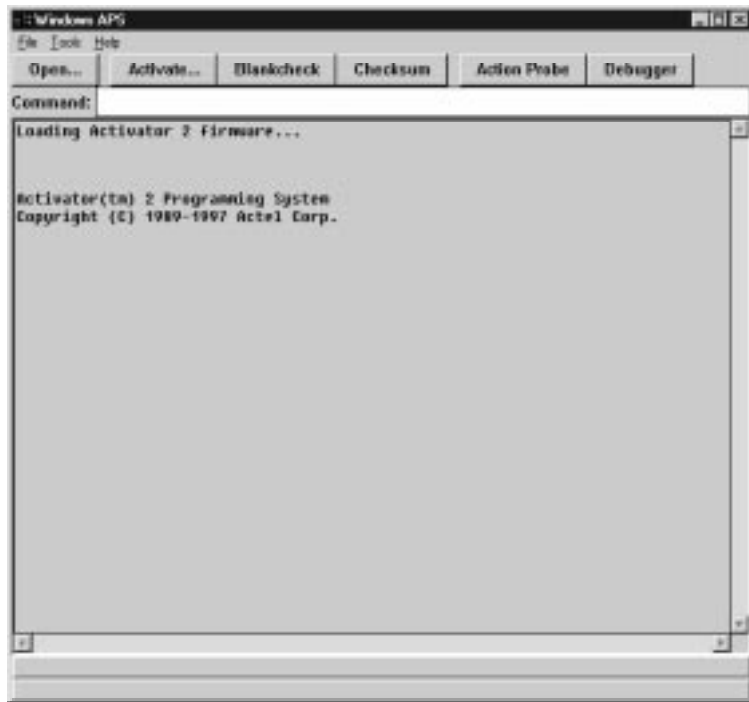 Windows APS
File Tools Help
Open... Activate... Blankcheck Checksum Action Probe Debugger
Command:
Loading Activator 2 firmware...
Activator(tm) 2 Programming System
Copyright (C) 1989-1997 Actel Corp.